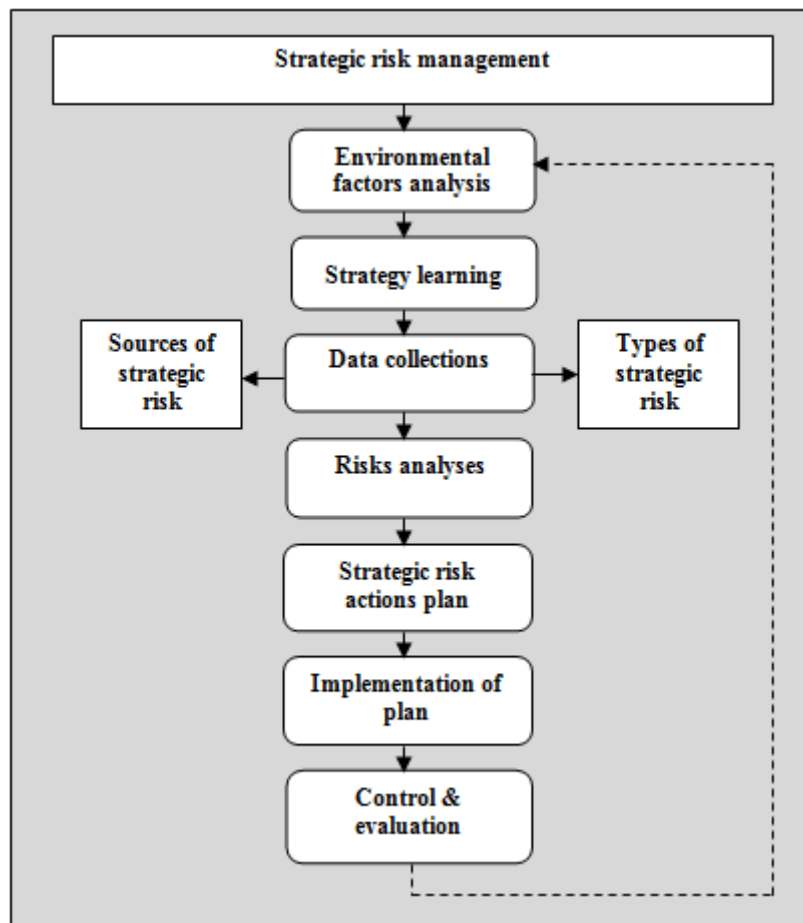 Strategic risk management
Environmental
factors analysis
Strategy learning
Sources of
strategic
risk
Data collections
Types of
strategic
risk
Risks analyses
Strategic risk
actions plan
Implementation of
plan
Control &
evaluation